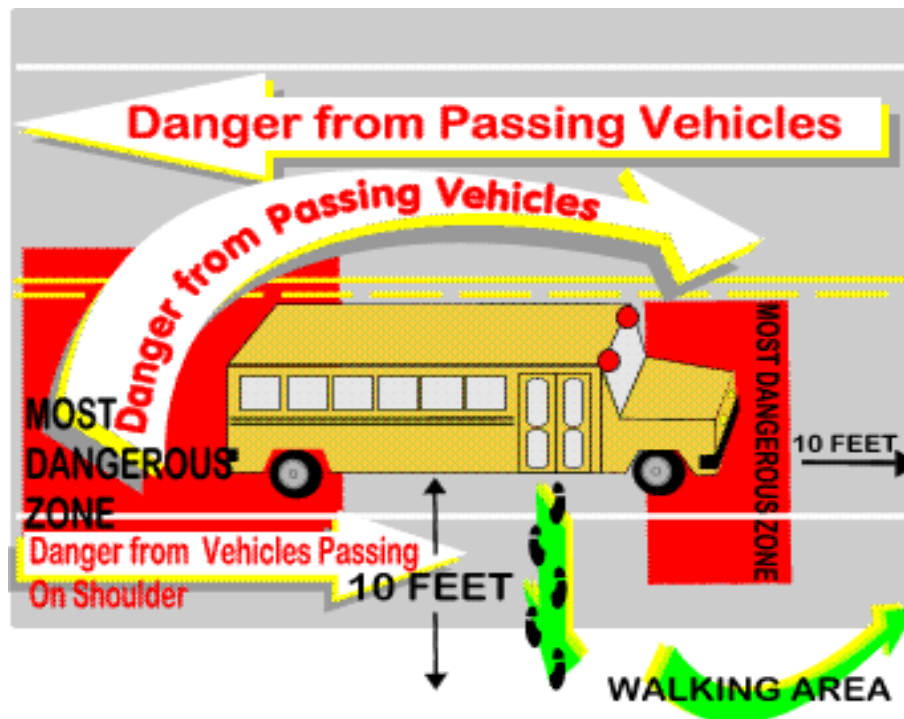 Danger from Passing Vehicles
Danger from Passing Vehicles
MOST DANGEROUS ZONE
10 FEET
MOST
DANGEROUS
ZONE
Danger from Vehicles Passing
On Shoulder
10 FEET
WALKING AREA